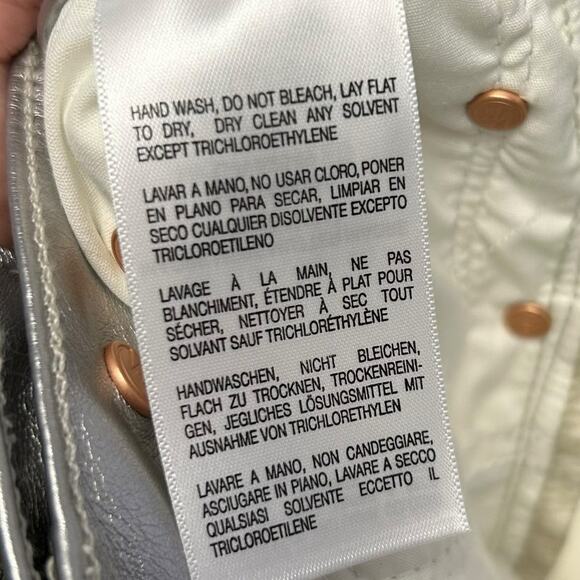 HAND WASH, DO NOT BLEACH, LAY FLAT
TO DRY, DRY CLEAN ANY SOLVENT
EXCEPT TRICHLOROETHYLENE
LAVAR A MANO, NO USAR CLORO, PONER
EN PLANO PARA SECAR, LIMPIAR EN
SECO CUALQUIER DISOLVENTE EXCEPTO
TRICLOROETILENO
LAVAGE À LA MAIN, NE PAS
BLANCHIMENT, ÉTENDRE À PLAT POUR
SÉCHER, NETTOYER À SEC TOUT
SOLVANT SAUF TRICHLORÉTHYLÈNE
HANDWASCHEN, NICHT BLEICHEN,
FLACH ZU TROCKNEN, TROCKENREINI-
GEN, JEGLICHES LÖSUNGSMITTEL MIT
AUSNAHME VON TRICHLORETHYLEN
LAVARE A MANO, NON CANDEGGIARE,
ASCIUGARE IN PIANO, LAVARE A SECCO
QUALSIASI SOLVENTE ECCETTO IL
TRICLOROETILENE